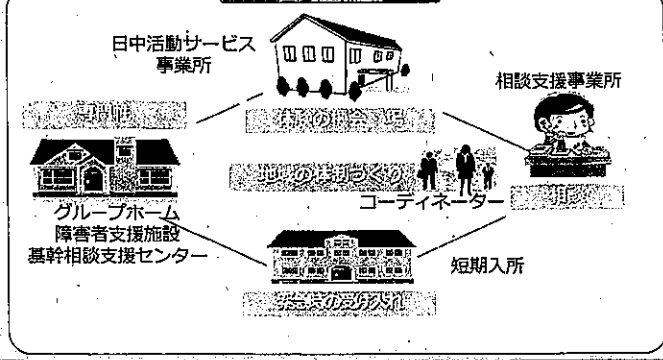 日中活動サービス
事業所
相談支援事業所
専門性
体験の機会・場
地域の体制づくり
コーディネーター
相談
グループホーム
障害者支援施設
基幹相談支援センター
短期入所
緊急時の受け入れ